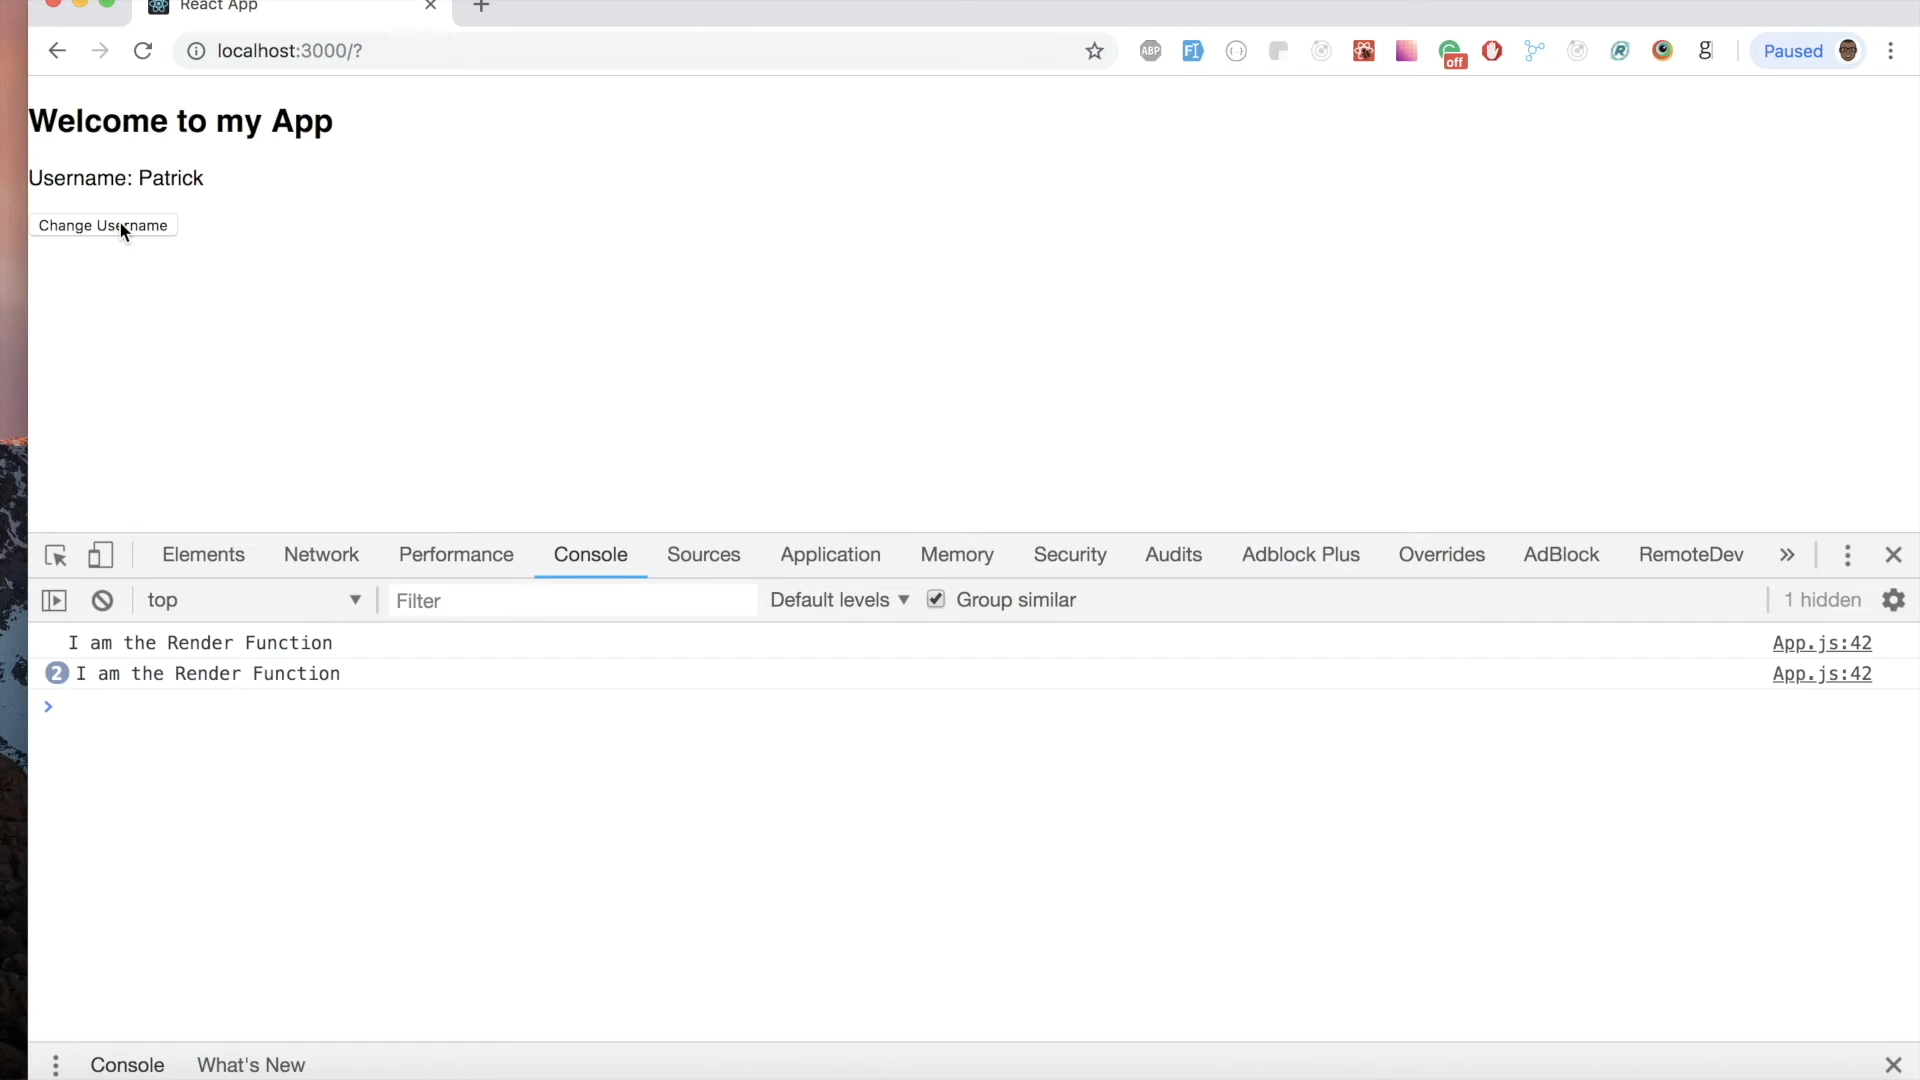 React App
localhost:3000/?
ABP
off
g
Paused
Welcome to my App
Username: Patrick
Change Username
Elements Network Performance Console Sources Application Memory Security Audits Adblock Plus Overrides AdBlock RemoteDev
top Filter Default levels Group similar 1 hidden
I am the Render Function App.js:42
2 I am the Render Function App.js:42
Console What's New